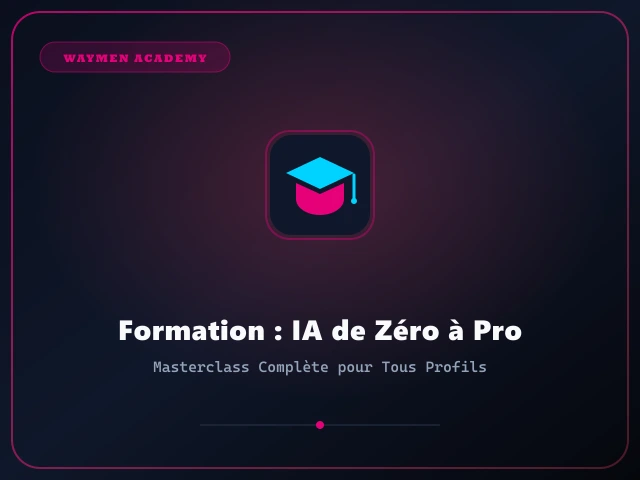 WAYMEN ACADEMY
Formation : IA de Zéro à Pro
Masterclass Complète pour Tous Profils